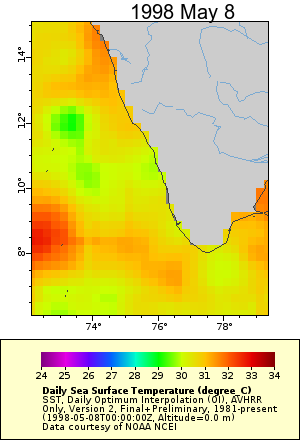 1998 May 8
14°
12°
10°
8°
74° 76° 78°
24 25 26 27 28 29 30 31 32 33 34
Daily Sea Surface Temperature (degree_C)
SST, Daily Optimum Interpolation (OI), AVHRR
Only, Version 2, Final+Preliminary, 1981-present
(1998-05-08T00:00:00Z, Altitude=0.0 m)
Data courtesy of NOAA NCEI